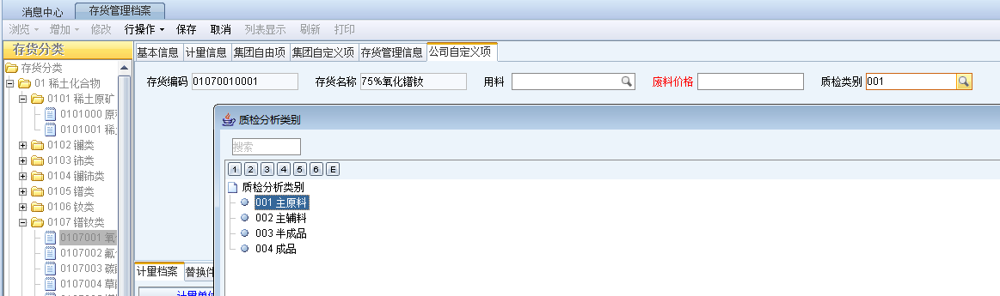 消息中心 存货管理档案
浏览 增加 修改 行操作 保存 取消 列表显示 刷新 打印
存货分类
基本信息 计量信息 集团自由项 集团自定义项 存货管理信息 公司自定义项
存货分类
01 稀土化合物
0101 稀土原矿
0101000 原
0101001 稀
0102 镧类
0103 铈类
0104 镧铈类
0105 镨类
0106 钕类
0107 镨钕类
0107001 氧
0107002 氟
0107003 碳
0107004 草
存货编码 01070010001 存货名称 75%氧化镨钕 用料 废料价格 质检类别 001
质检分析类别
搜索
1 2 3 4 5 6 E
质检分析类别
001 主原料
002 主辅料
003 半成品
004 成品
计量档案 替换件
计量单位